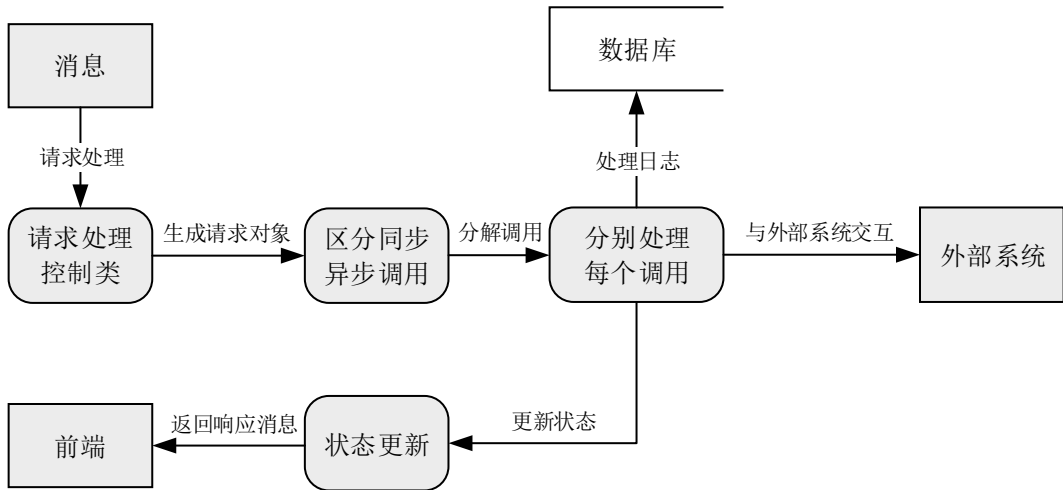 消息
数据库
请求处理
处理日志
请求处理
控制类
生成请求对象
区分同步
异步调用
分解调用
分别处理
每个调用
与外部系统交互
外部系统
前端
返回响应消息
状态更新
更新状态